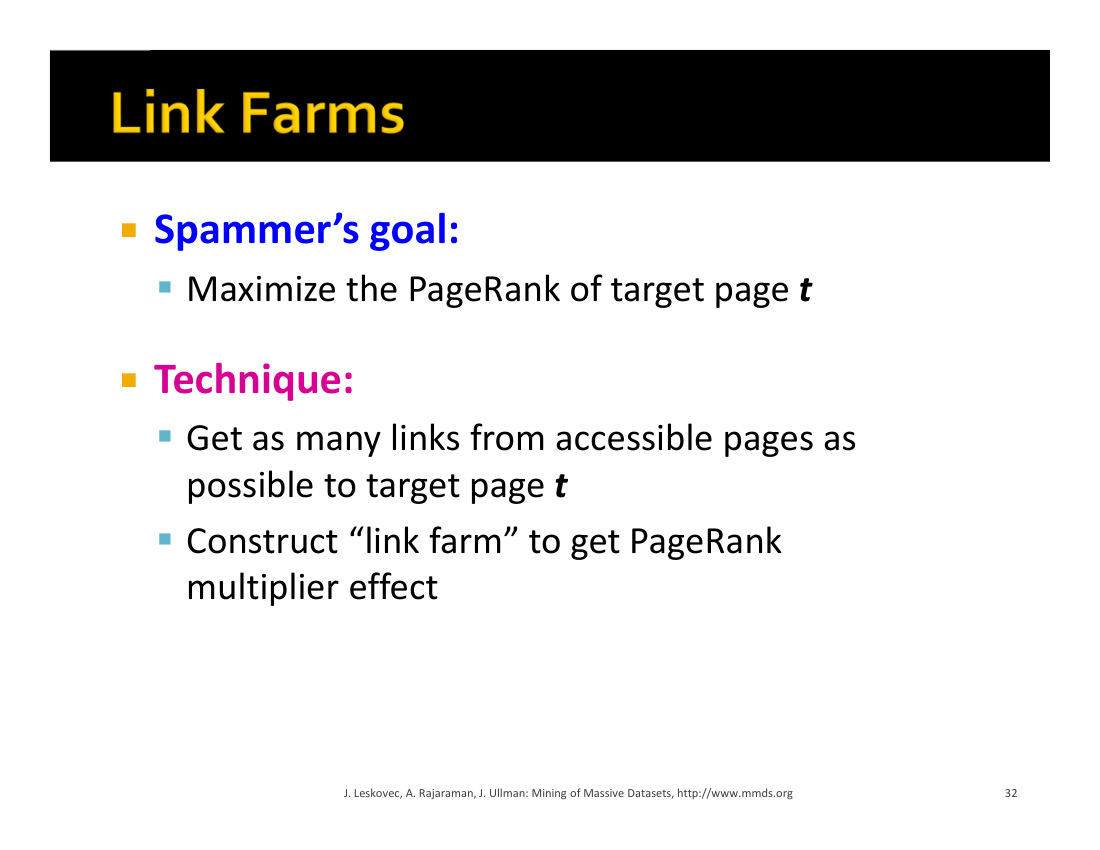 Link Farms
Spammer’s goal:
Maximize the PageRank of target page t
Technique:
Get as many links from accessible pages as
possible to target page t
Construct “link farm” to get PageRank
multiplier effect
J. Leskovec, A. Rajaraman, J. Ullman: Mining of Massive Datasets, http://www.mmds.org
32